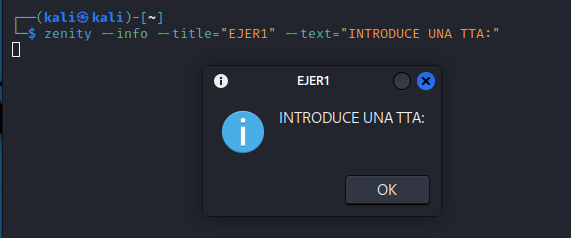 ┌──(kali㉿kali)-[~]
└─$ zenity --info --title="EJER1" --text="INTRODUCE UNA TTA:"
EJER1
INTRODUCE UNA TTA:
OK